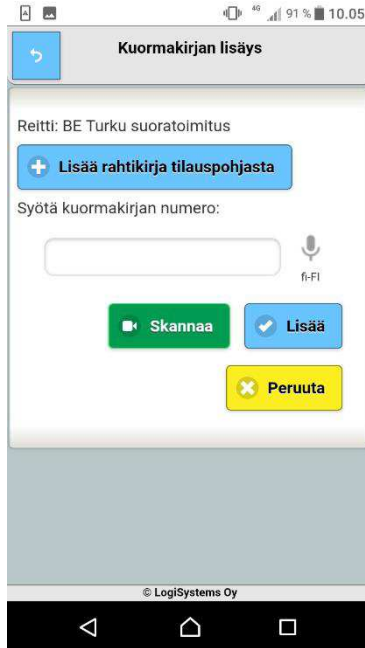 A
4G
91 %
10.05
Kuormakirjan lisäys
Reitti: BE Turku suoratoimitus
Lisää rahtikirja tilauspohjasta
Syötä kuormakirjan numero:
fi-FI
Skannaa
Lisää
Peruuta
© LogiSystems Oy